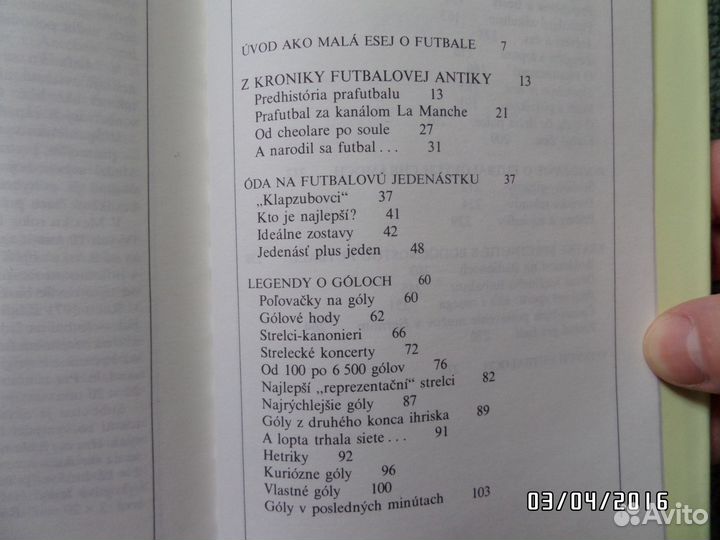 ÚVOD AKO MALÁ ESEJ O FUTBALE 7
Z KRONIKY FUTBALOVEJ ANTIKY 13
Predhistória prafutbalu 13
Prafutbal za kanálom La Manche 21
Od cheolare po soule 27
A narodil sa futbal... 31
ÓDA NA FUTBALOVÚ JEDENÁSTKU 37
„Klapzubovci“ 37
Kto je najlepší? 41
Ideálne zostavy 42
Jedenásť plus jeden 48
LEGENDY O GÓLOCH 60
Poľovačky na góly 60
Gólové hody 62
Strelci-kanonieri 66
Strelecké koncerty 72
Od 100 po 6 500 gólov 76
Najlepší „reprezentační“ strelci 82
Najrýchlejšie góly 87
Góly z druhého konca ihriska 89
A lopta trhala siete... 91
Hetriky 92
Kuriózne góly 96
Vlastné góly 100
Góly v posledných minútach 103
03/04/2016
Avito